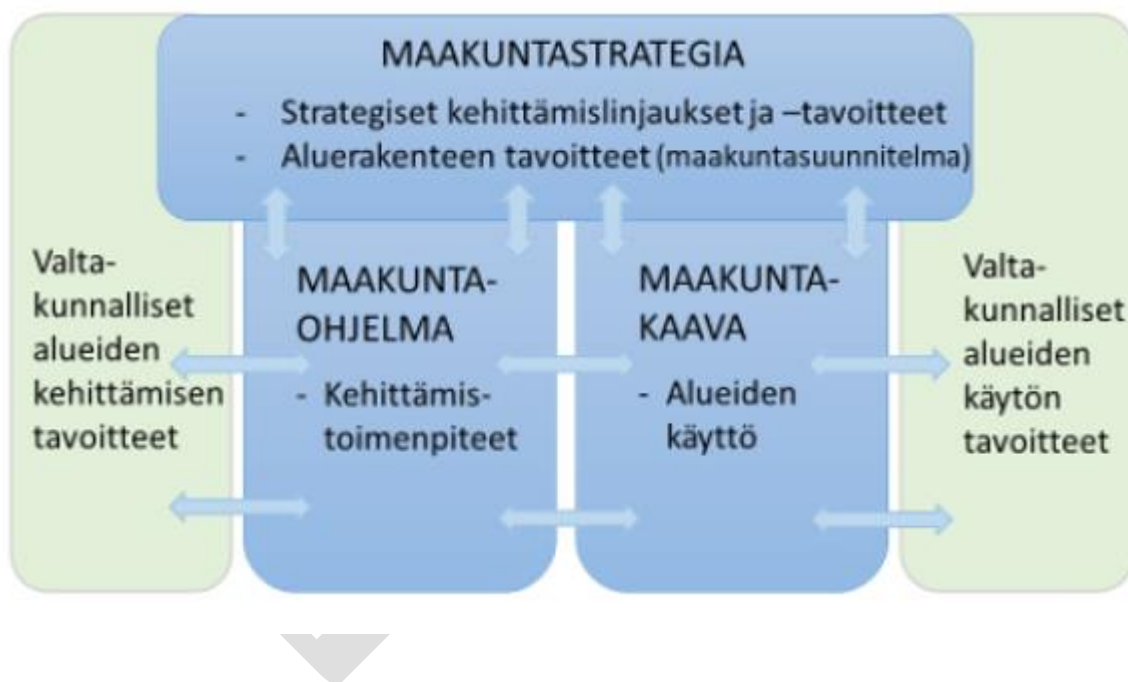 MAAKUNTASTRATEGIA
- Strategiset kehittämislinjaukset ja –tavoitteet
- Aluerakenteen tavoitteet (maakuntasuunnitelma)
Valta-
kunnalliset
alueiden
kehittämisen
tavoitteet
MAAKUNTA-
OHJELMA
- Kehittämis-
toimenpiteet
MAAKUNTA-
KAAVA
- Alueiden
käyttö
Valta-
kunnalliset
alueiden
käytön
tavoitteet